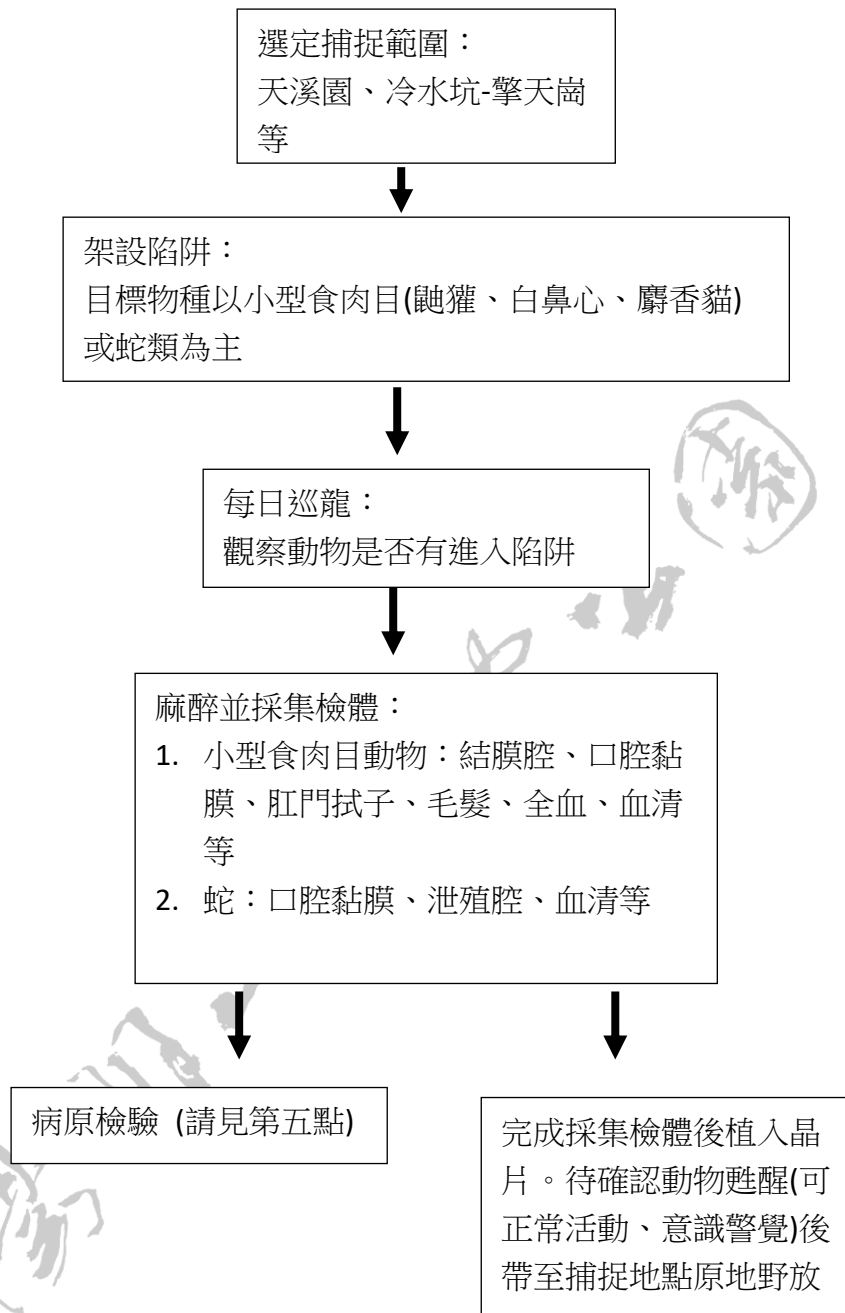 選定捕捉範圍：
天溪園、冷水坑-擎天崗
等
架設陷阱：
目標物種以小型食肉目(鼬獾、白鼻心、麝香貓)
或蛇類為主
每日巡龍：
觀察動物是否有進入陷阱
麻醉並採集檢體：
1. 小型食肉目動物：結膜腔、口腔黏
膜、肛門拭子、毛髮、全血、血清
等
2. 蛇：口腔黏膜、泄殖腔、血清等
病原檢驗 (請見第五點)
完成採集檢體後植入晶
片。待確認動物甦醒(可
正常活動、意識警覺)後
帶至捕捉地點原地野放